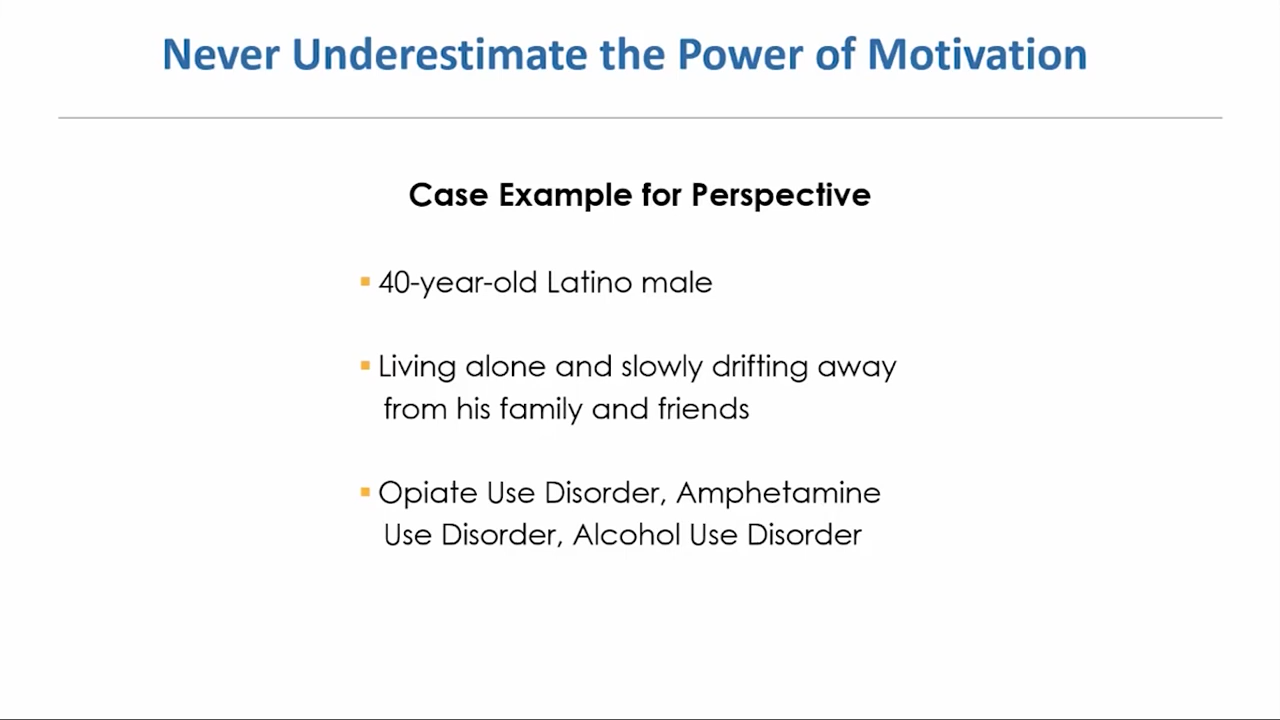 Never Underestimate the Power of Motivation
Case Example for Perspective
▪ 40-year-old Latino male
▪ Living alone and slowly drifting away
from his family and friends
▪ Opiate Use Disorder, Amphetamine
Use Disorder, Alcohol Use Disorder